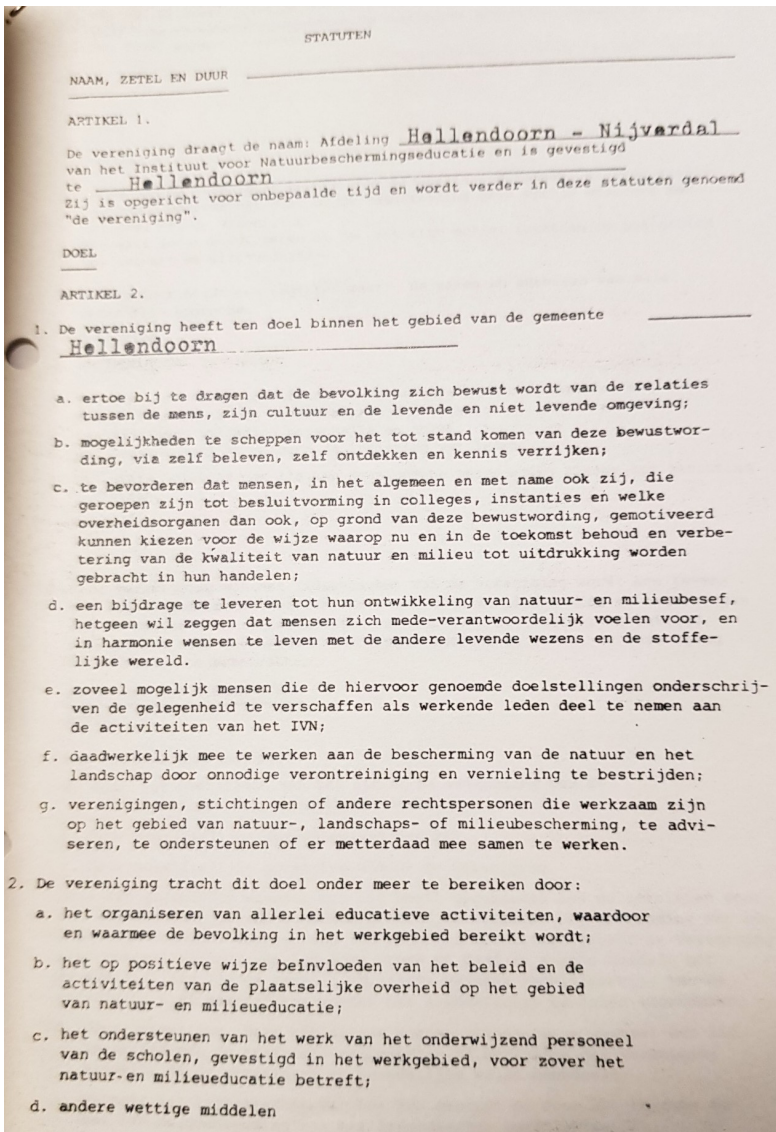 STATUTEN
NAAM, ZETEL EN DUUR
ARTIKEL 1.
De vereniging draagt de naam: Afdeling Hellendoorn - Nijverdal
van het Instituut voor Natuurbeschermingseducatie en is gevestigd
te Hellendoorn
Zij is opgericht voor onbepaalde tijd en wordt verder in deze statuten genoemd
"de vereniging".
DOEL
ARTIKEL 2.
1. De vereniging heeft ten doel binnen het gebied van de gemeente
Hellendoorn
a. ertoe bij te dragen dat de bevolking zich bewust wordt van de relaties
tussen de mens, zijn cultuur en de levende en niet levende omgeving;
b. mogelijkheden te scheppen voor het tot stand komen van deze bewustwor-
ding, via zelf beleven, zelf ontdekken en kennis verrijken;
c. te bevorderen dat mensen, in het algemeen en met name ook zij, die
geroepen zijn tot besluitvorming in colleges, instanties en welke
overheidsorganen dan ook, op grond van deze bewustwording, gemotiveerd
kunnen kiezen voor de wijze waarop nu en in de toekomst behoud en verbe-
tering van de kwaliteit van natuur en milieu tot uitdrukking worden
gebracht in hun handelen;
d. een bijdrage te leveren tot hun ontwikkeling van natuur- en milieubesef,
hetgeen wil zeggen dat mensen zich mede-verantwoordelijk voelen voor, en
in harmonie wensen te leven met de andere levende wezens en de stoffe-
lijke wereld.
e. zoveel mogelijk mensen die de hiervoor genoemde doelstellingen onderschrij-
ven de gelegenheid te verschaffen als werkende leden deel te nemen aan
de activiteiten van het IVN;
f. daadwerkelijk mee te werken aan de bescherming van de natuur en het
landschap door onnodige verontreiniging en vernieling te bestrijden;
g. verenigingen, stichtingen of andere rechtspersonen die werkzaam zijn
op het gebied van natuur-, landschaps- of milieubescherming, te advi-
seren, te ondersteunen of er metterdaad mee samen te werken.
2. De vereniging tracht dit doel onder meer te bereiken door:
a. het organiseren van allerlei educatieve activiteiten, waardoor
en waarmee de bevolking in het werkgebied bereikt wordt;
b. het op positieve wijze beïnvloeden van het beleid en de
activiteiten van de plaatselijke overheid op het gebied
van natuur- en milieueducatie;
c. het ondersteunen van het werk van het onderwijzend personeel
van de scholen, gevestigd in het werkgebied, voor zover het
natuur-en milieueducatie betreft;
d. andere wettige middelen